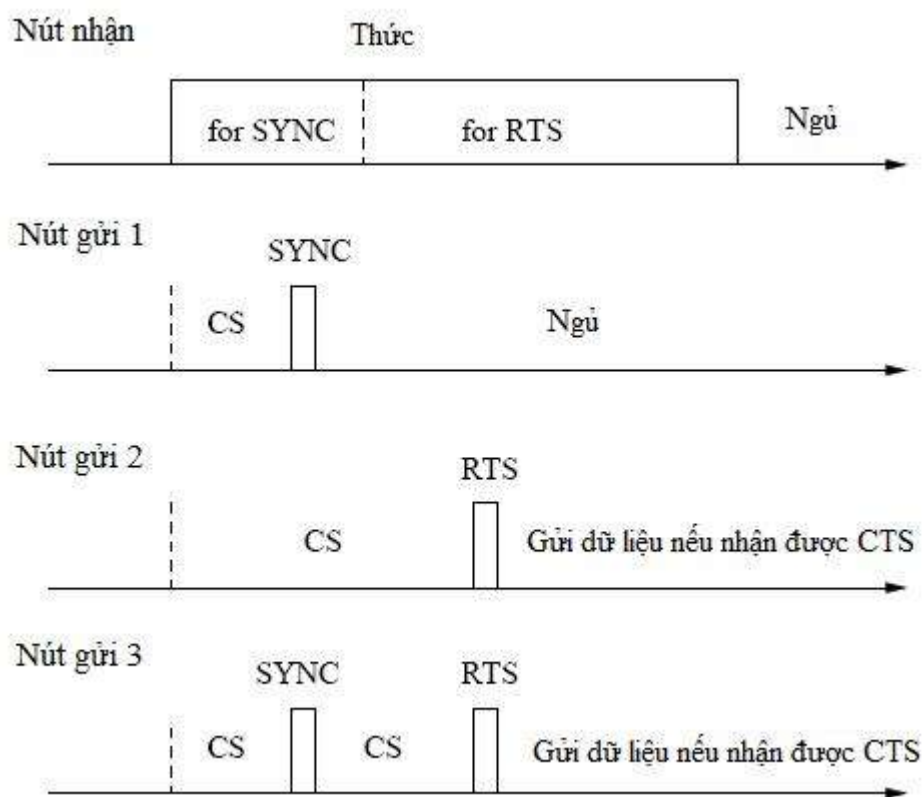 Nút nhận
Thức
for SYNC
for RTS
Ngủ
Nút gửi 1
SYNC
CS
Ngủ
Nút gửi 2
RTS
CS
Gửi dữ liệu nếu nhận được CTS
Nút gửi 3
SYNC
RTS
CS
CS
Gửi dữ liệu nếu nhận được CTS